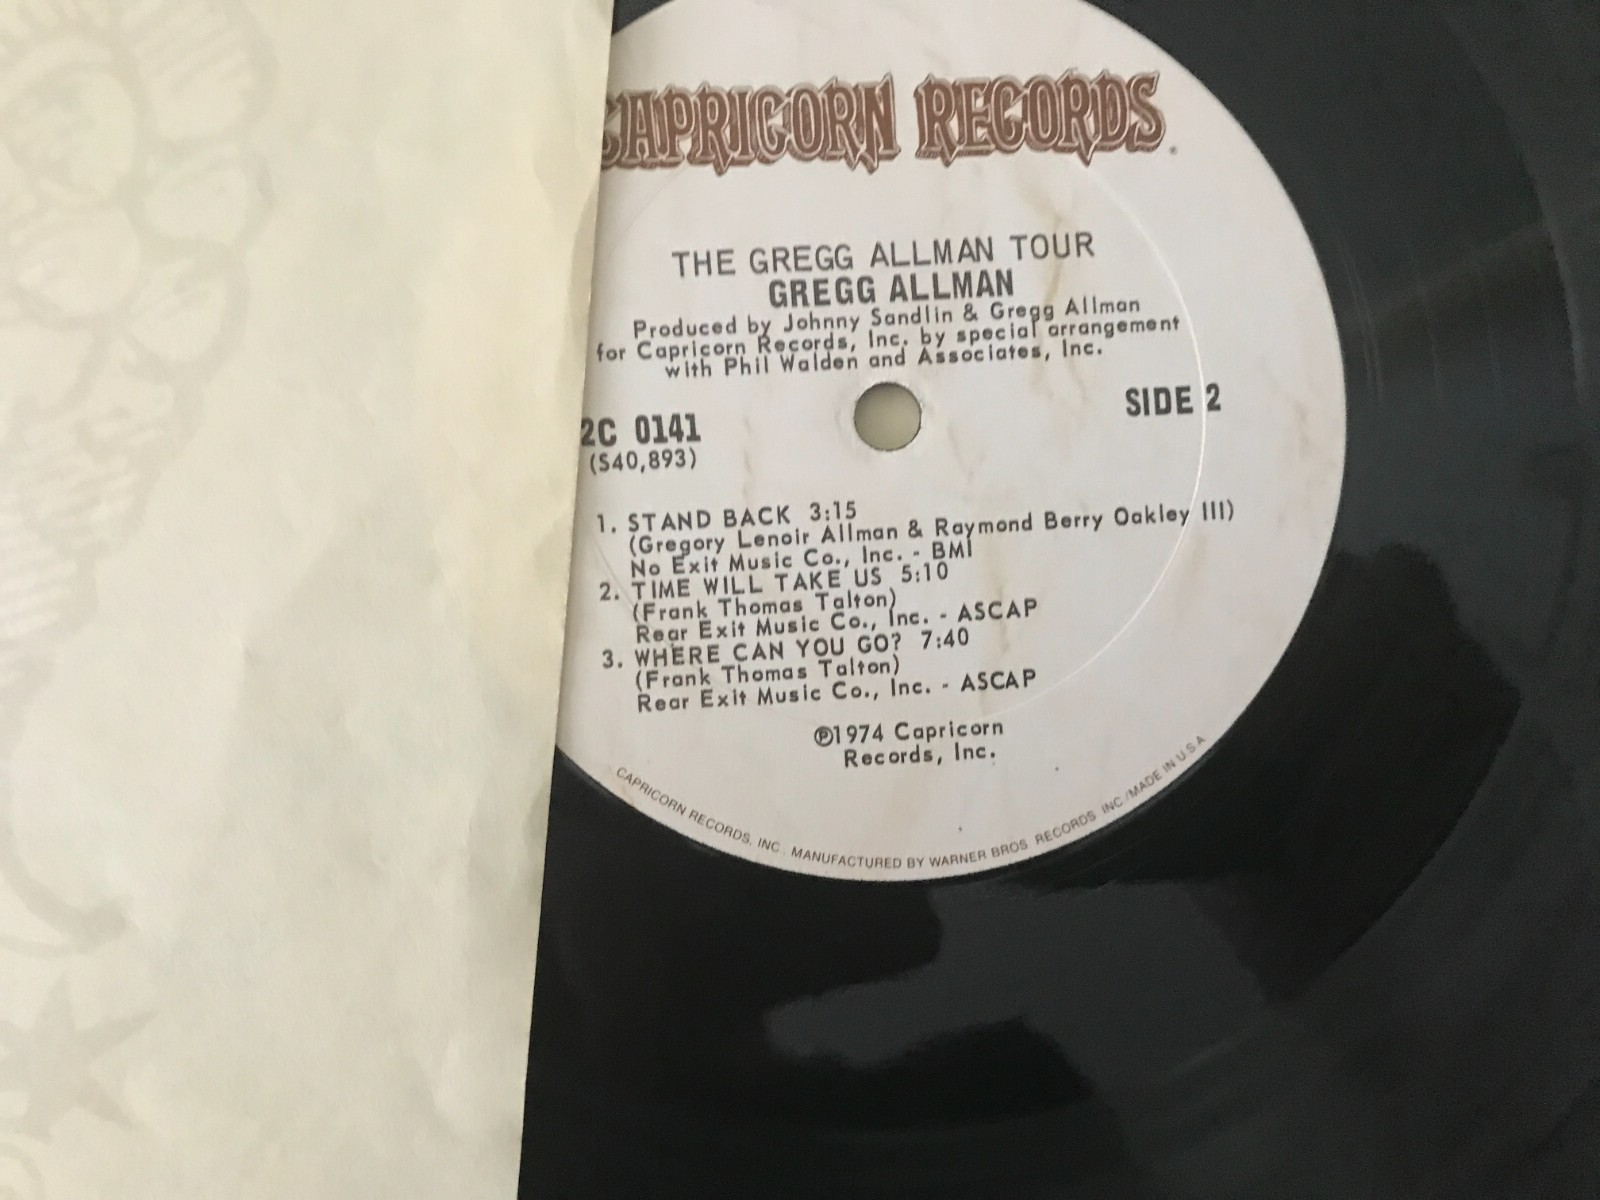 CAPRICORN RECORDS
THE GREGG ALLMAN TOUR
GREGG ALLMAN
Produced by Johnny Sandlin & Gregg Allman
for Capricorn Records, Inc. by special arrangement
with Phil Walden and Associates, Inc.
2C 0141
(S40,893)
SIDE 2
1. STAND BACK 3:15
(Gregory Lenoir Allman & Raymond Berry Oakley III)
No Exit Music Co., Inc. - BMI
2. TIME WILL TAKE US 5:10
(Frank Thomas Talton)
Rear Exit Music Co., Inc. - ASCAP
3. WHERE CAN YOU GO? 7:40
(Frank Thomas Talton)
Rear Exit Music Co., Inc. - ASCAP
℗1974 Capricorn
Records, Inc.
CAPRICORN RECORDS, INC. MANUFACTURED BY WARNER BROS RECORDS INC./MADE IN U S A